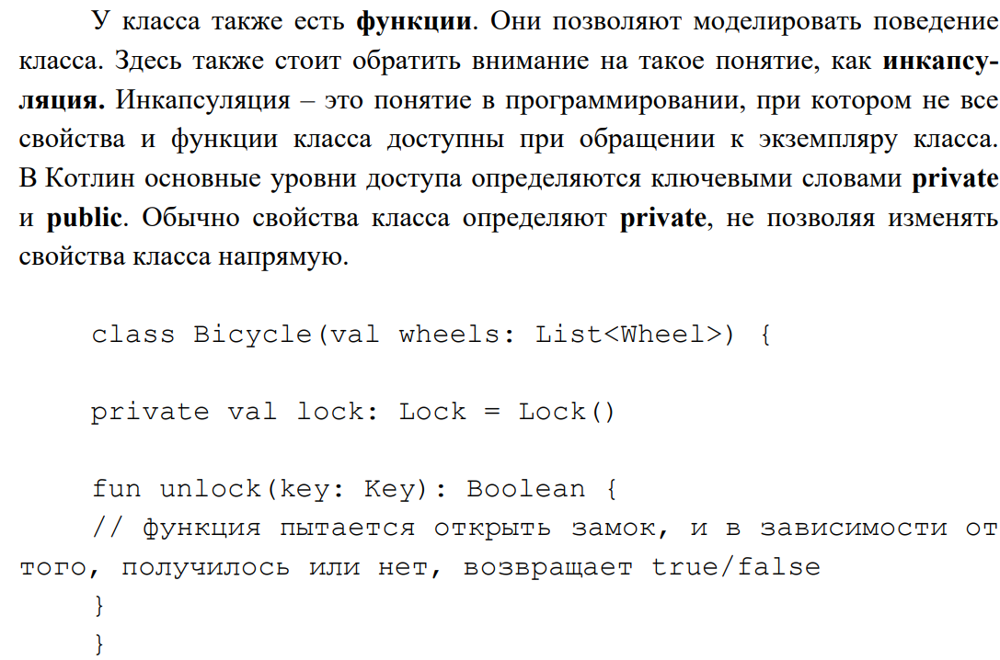 У класса также есть функции. Они позволяют моделировать поведение
класса. Здесь также стоит обратить внимание на такое понятие, как инкапсу-
ляция. Инкапсуляция – это понятие в программировании, при котором не все
свойства и функции класса доступны при обращении к экземпляру класса.
В Котлин основные уровни доступа определяются ключевыми словами private
и public. Обычно свойства класса определяют private, не позволяя изменять
свойства класса напрямую.
class Bicycle(val wheels: List<Wheel>) {
private val lock: Lock = Lock()
fun unlock(key: Key): Boolean {
// функция пытается открыть замок, и в зависимости от
того, получилось или нет, возвращает true/false
}
}